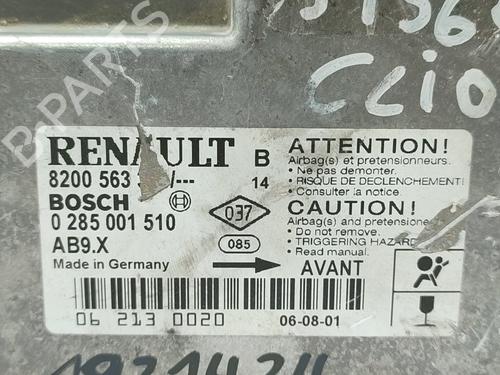 CLIO
B-PARTS
RENAULT B
8200 563 /---
14
BOSCH
0 285 001 510
037
AB9.X
085
Made in Germany
AVANT
06 213 0020
06-08-01
ATTENTION!
Airbag(s) et pretensionneurs.
• Ne pas demonter.
• RISQUE DE DECLENCHEMENT!
• Consulter la notice.
CAUTION!
Airbag(s) and pretensioners.
• Do not remove.
• TRIGGERING HAZARD
• Read manual.